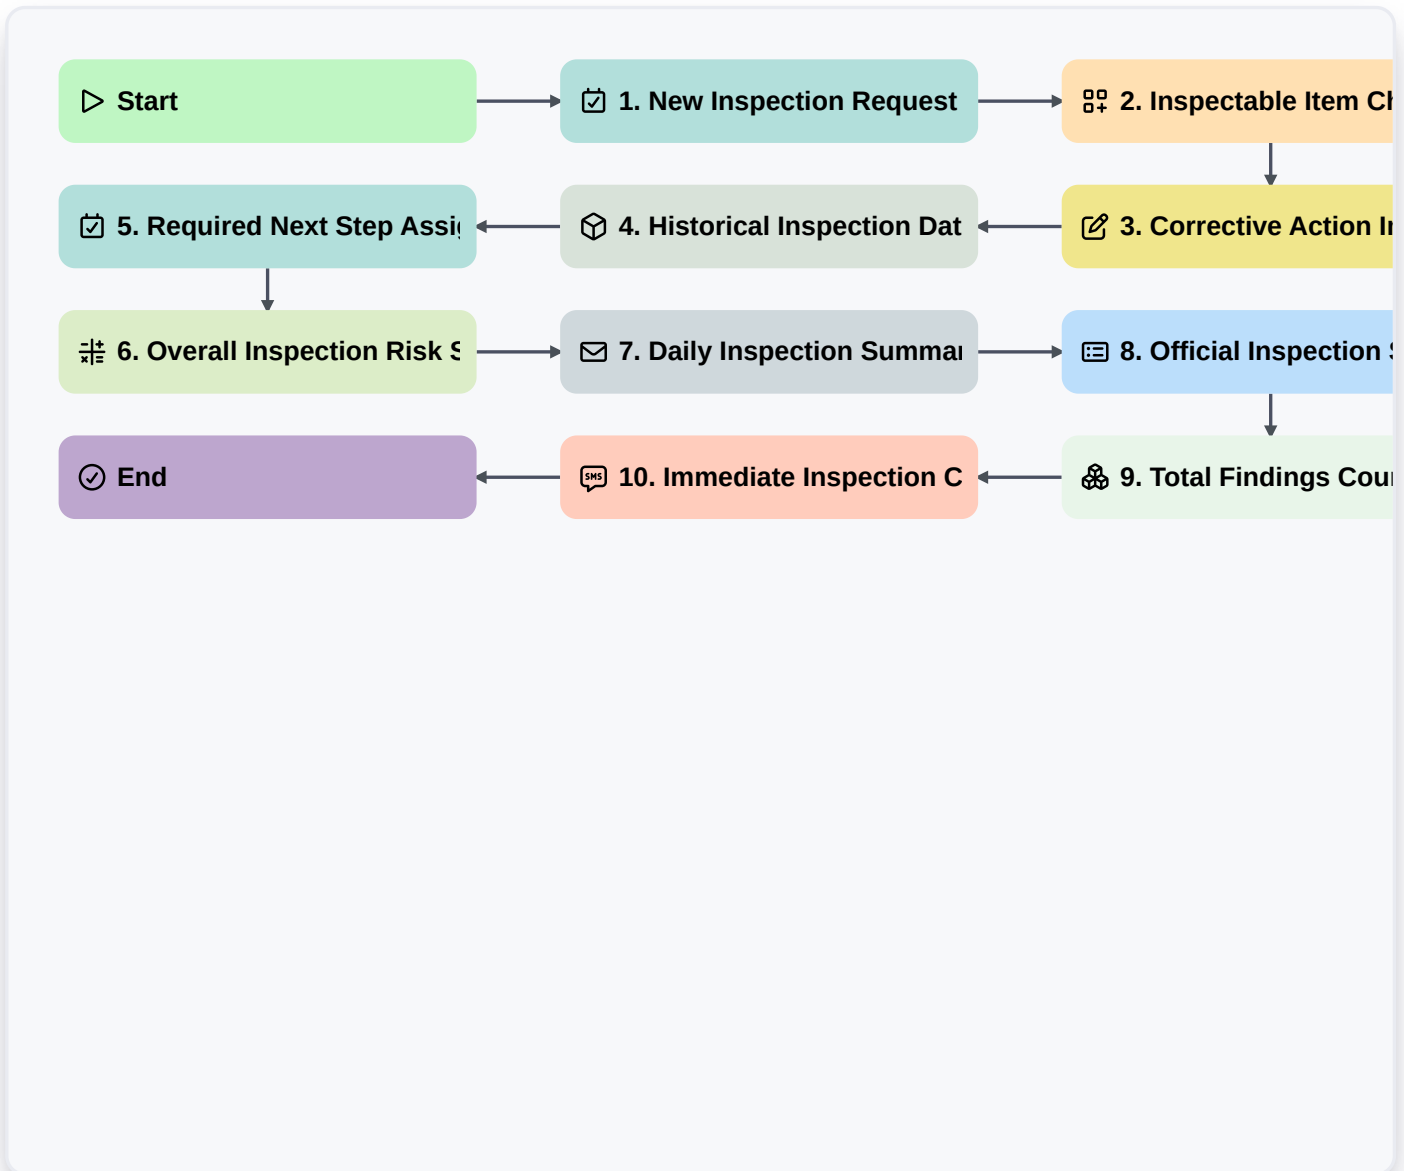 Start
1. New Inspection Request
2. Inspectable Item
3. Corrective Action
4. Historical Inspection
5. Required Next Step
6. Overall Inspection Risk
7. Daily Inspection
8. Official Inspection
9. Total Findings
10. Immediate Inspection
SMS
End